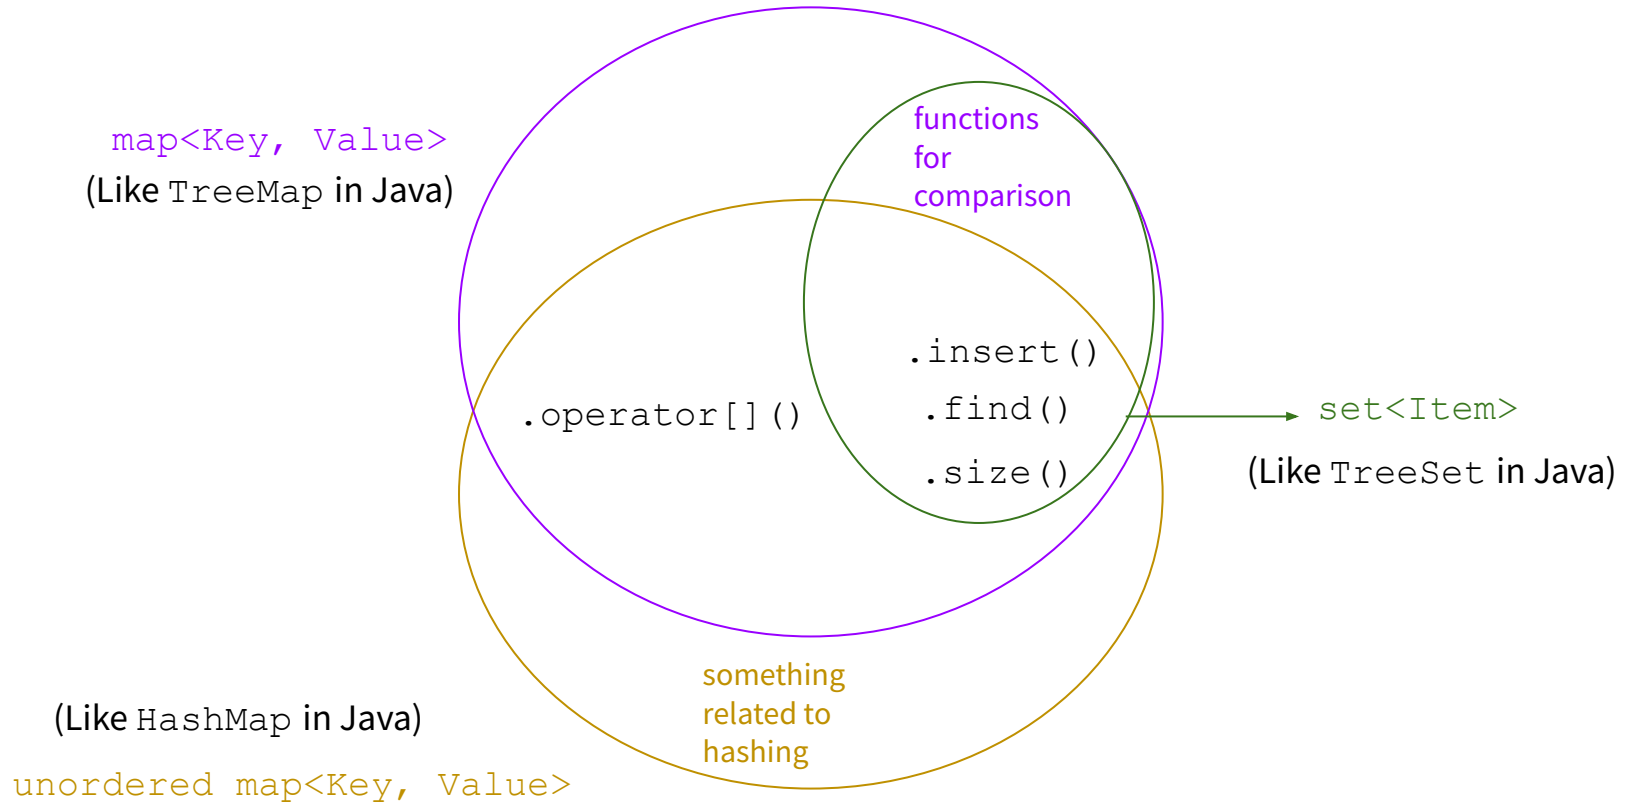 functions
for
comparison
map<Key, Value>
(Like TreeMap in Java)
.insert()
.operator[]()
.find()
set<Item>
.size()
(Like TreeSet in Java)
something
related to
hashing
(Like HashMap in Java)
unordered map<Key, Value>